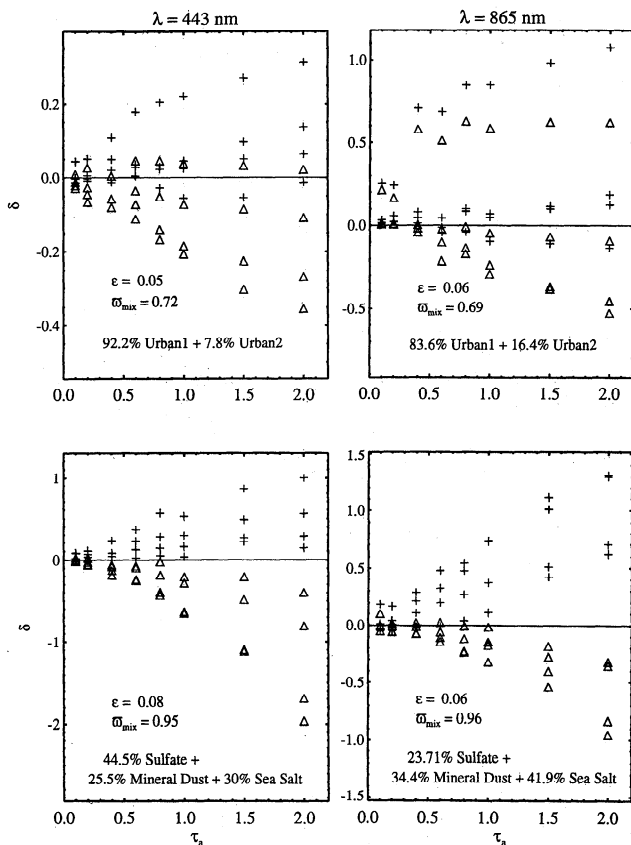 λ = 443 nm
λ = 865 nm
0.2
0.0
-0.2
-0.4
δ
ε = 0.05
ϖmix = 0.72
92.2% Urban1 + 7.8% Urban2
0.0 0.5 1.0 1.5 2.0
1.0
0.5
0.0
-0.5
ε = 0.06
ϖmix = 0.69
83.6% Urban1 + 16.4% Urban2
0.0 0.5 1.0 1.5 2.0
1
0
-1
-2
δ
ε = 0.08
ϖmix = 0.95
44.5% Sulfate +
25.5% Mineral Dust + 30% Sea Salt
0.0 0.5 1.0 1.5 2.0
τa
1.5
1.0
0.5
0.0
-0.5
-1.0
-1.5
ε = 0.06
ϖmix = 0.96
23.71% Sulfate +
34.4% Mineral Dust + 41.9% Sea Salt
0.0 0.5 1.0 1.5 2.0
τa